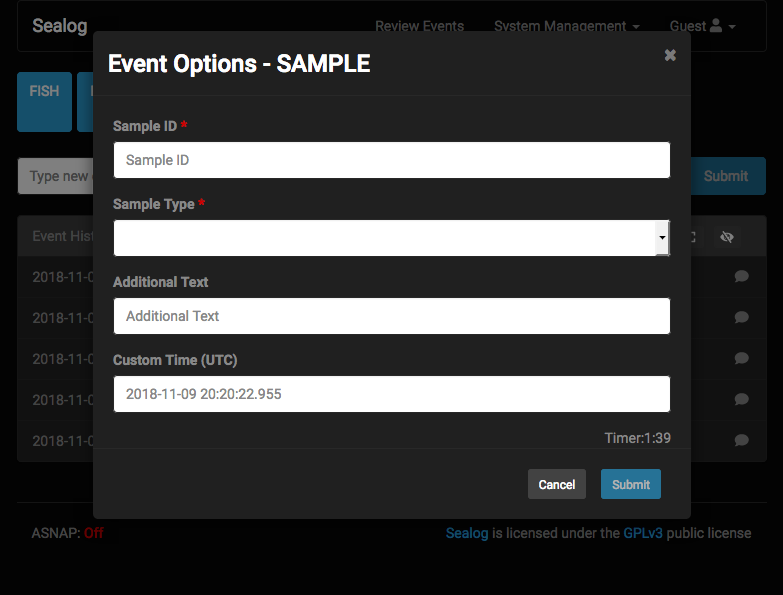 Sealog
Review Events System Management Guest
Event Options - SAMPLE
FISH
Sample ID *
Sample ID
Type new
Submit
Sample Type *
Event Hist
2018-11-0
Additional Text
2018-11-0
Additional Text
2018-11-0
Custom Time (UTC)
2018-11-09 20:20:22.955
2018-11-0
2018-11-0
Timer:1:39
Cancel Submit
ASNAP: Off
Sealog is licensed under the GPLv3 public license